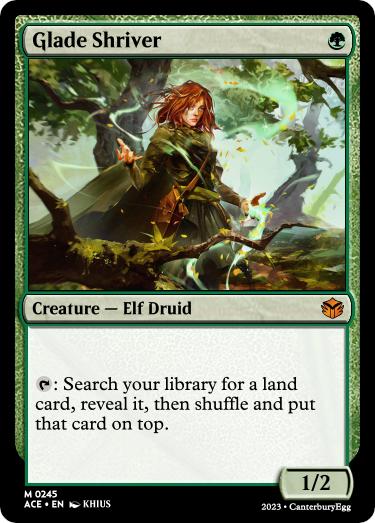 Glade Shriver
Creature — Elf Druid
: Search your library for a land
card, reveal it, then shuffle and put
that card on top.
1/2
M 0245
ACE • EN KHIUS
2023 • CanterburyEgg